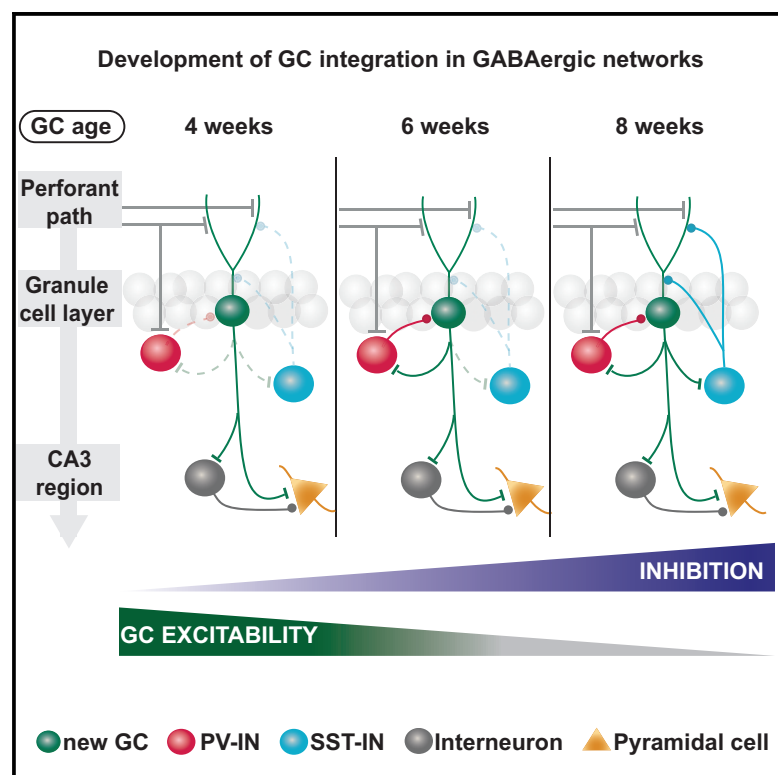 Development of GC integration in GABAergic networks
GC age
4 weeks
6 weeks
8 weeks
Perforant
path
Granule
cell layer
CA3
region
INHIBITION
GC EXCITABILITY
new GC
PV-IN
SST-IN
Interneuron
Pyramidal cell